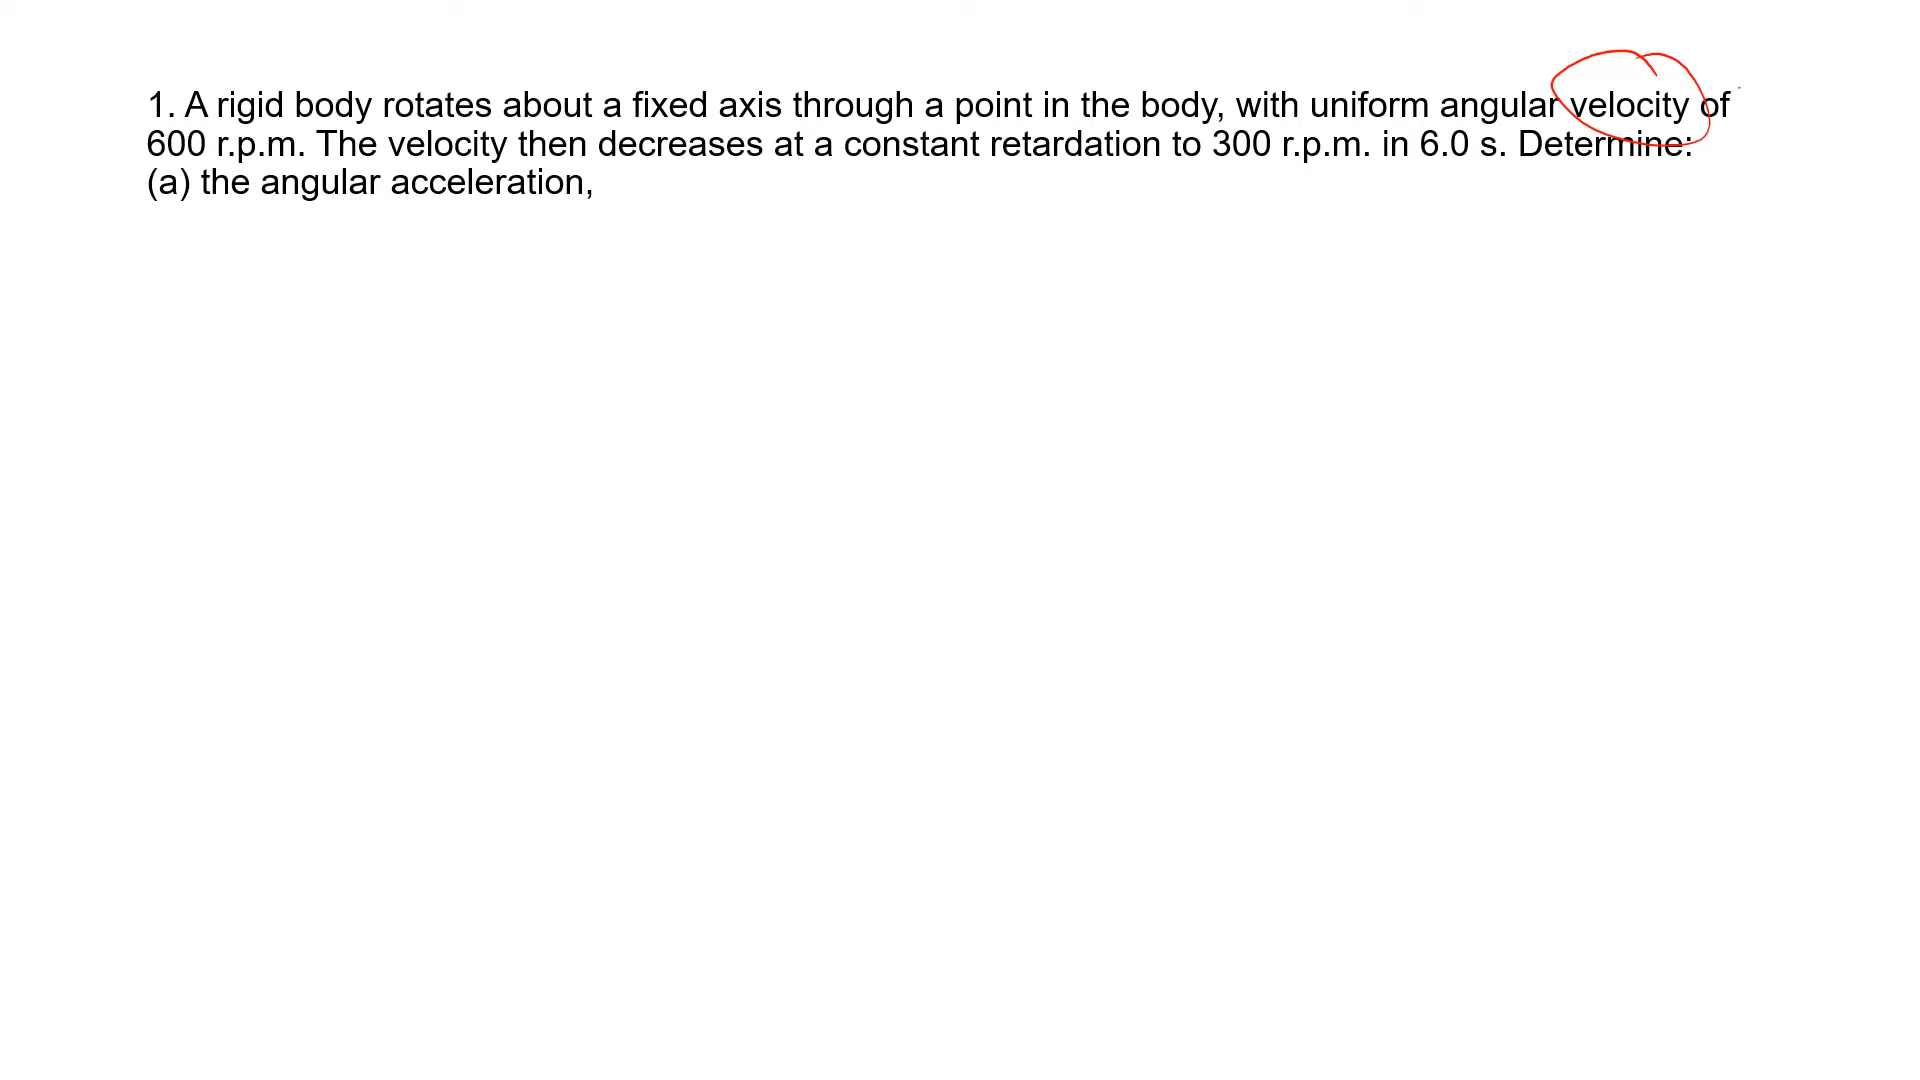 1. A rigid body rotates about a fixed axis through a point in the body, with uniform angular velocity of
600 r.p.m. The velocity then decreases at a constant retardation to 300 r.p.m. in 6.0 s. Determine:
(a) the angular acceleration,